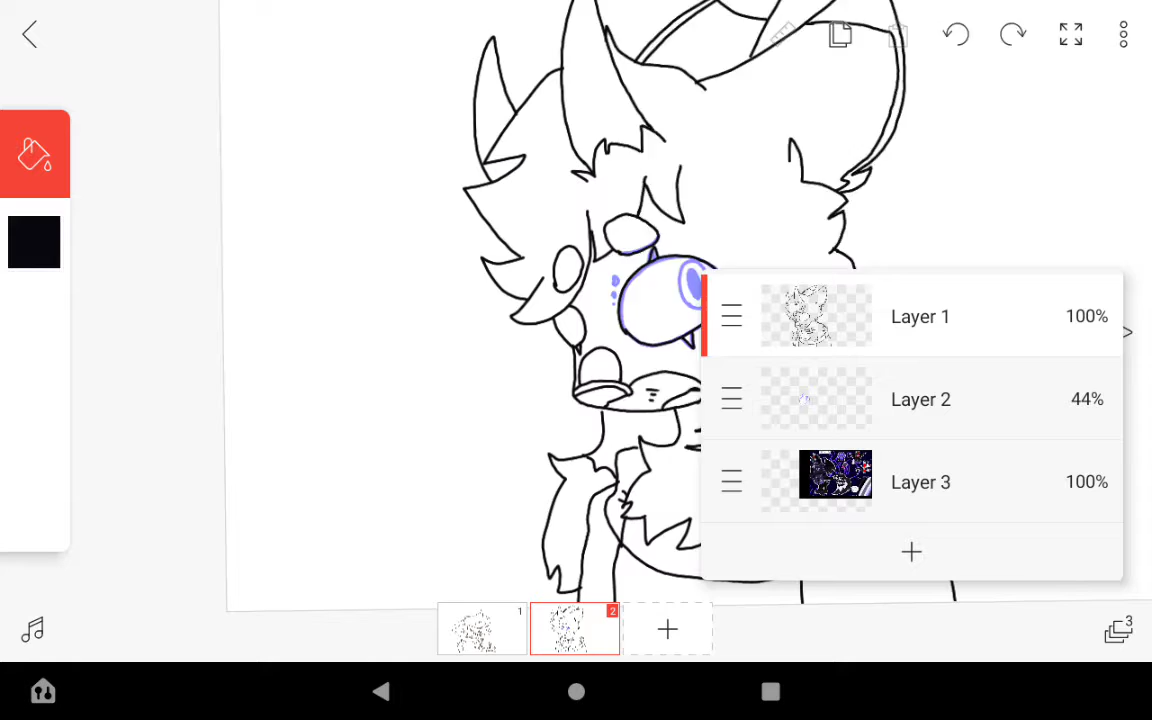 Layer 1 100%
Layer 2 44%
Layer 3 100%
1
2
3